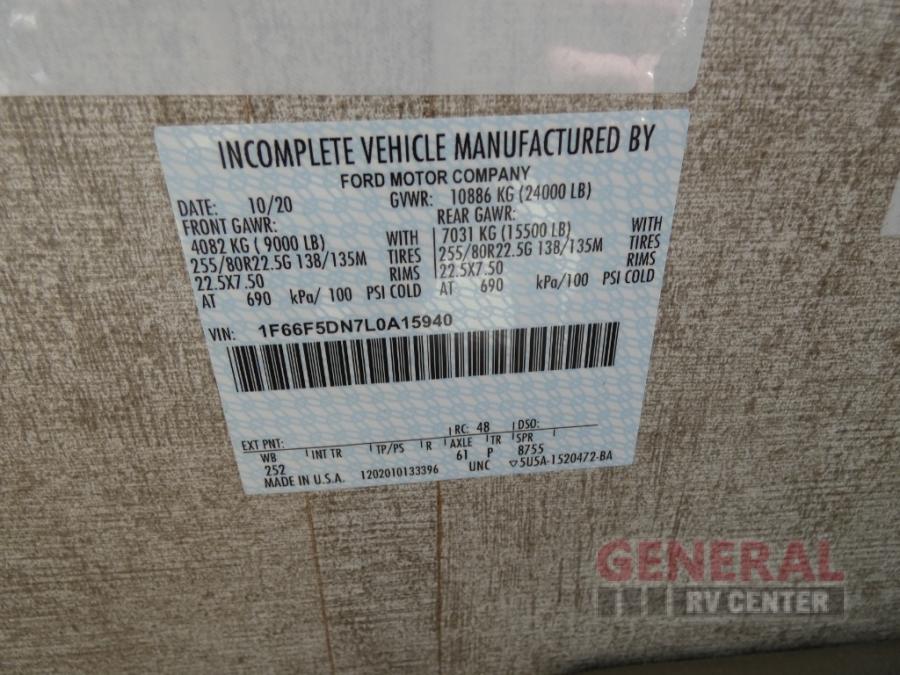 INCOMPLETE VEHICLE MANUFACTURED BY
FORD MOTOR COMPANY
DATE: 10/20 GVWR: 10886 KG (24000 LB)
FRONT GAWR: REAR GAWR:
4082 KG ( 9000 LB) WITH 7031 KG (15500 LB) WITH
255/80R22.5G 138/135M TIRES 255/80R22.5G 138/135M TIRES
22.5X7.50 RIMS 22.5X7.50 RIMS
AT 690 kPa/ 100 PSI COLD AT 690 kPa/100 PSI COLD
VIN: 1F66F5DN7L0A15940
EXT PNT: RC: 48 DSO:
WB INT TR TP/PS R AXLE TR SPR
252 61 P 8755
MADE IN U.S.A. 1202010133396 UNC ▽5U5A-1520472-BA
GENERAL
RV CENTER